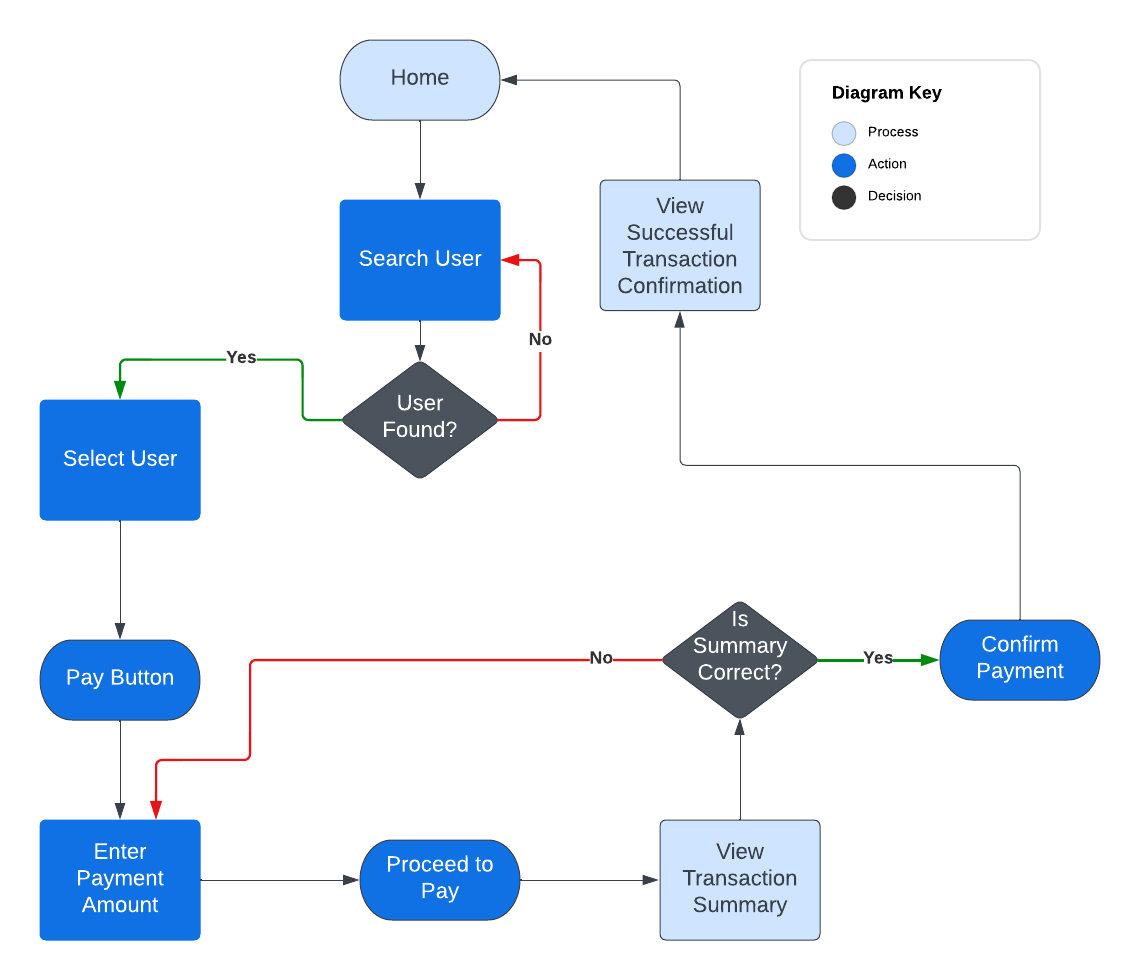 Home
Diagram Key
Process
Action
Decision
View
Successful
Transaction
Confirmation
Search User
No
Yes
User
Found?
Select User
Is
Summary
Correct?
No
Yes
Confirm
Payment
Pay Button
Enter
Payment
Amount
Proceed to
Pay
View
Transaction
Summary